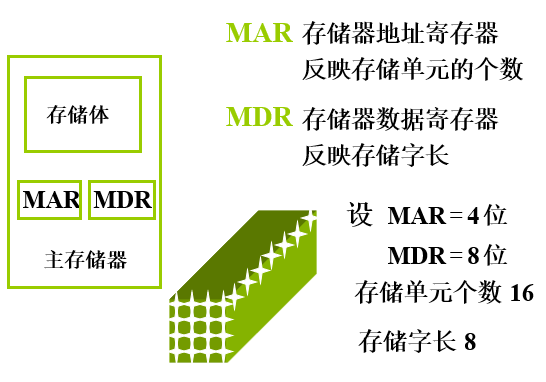 MAR 存储器地址寄存器
反映存储单元的个数
MDR 存储器数据寄存器
反映存储字长
存储体
MAR MDR
主存储器
设 MAR = 4 位
MDR = 8 位
存储单元个数 16
存储字长 8